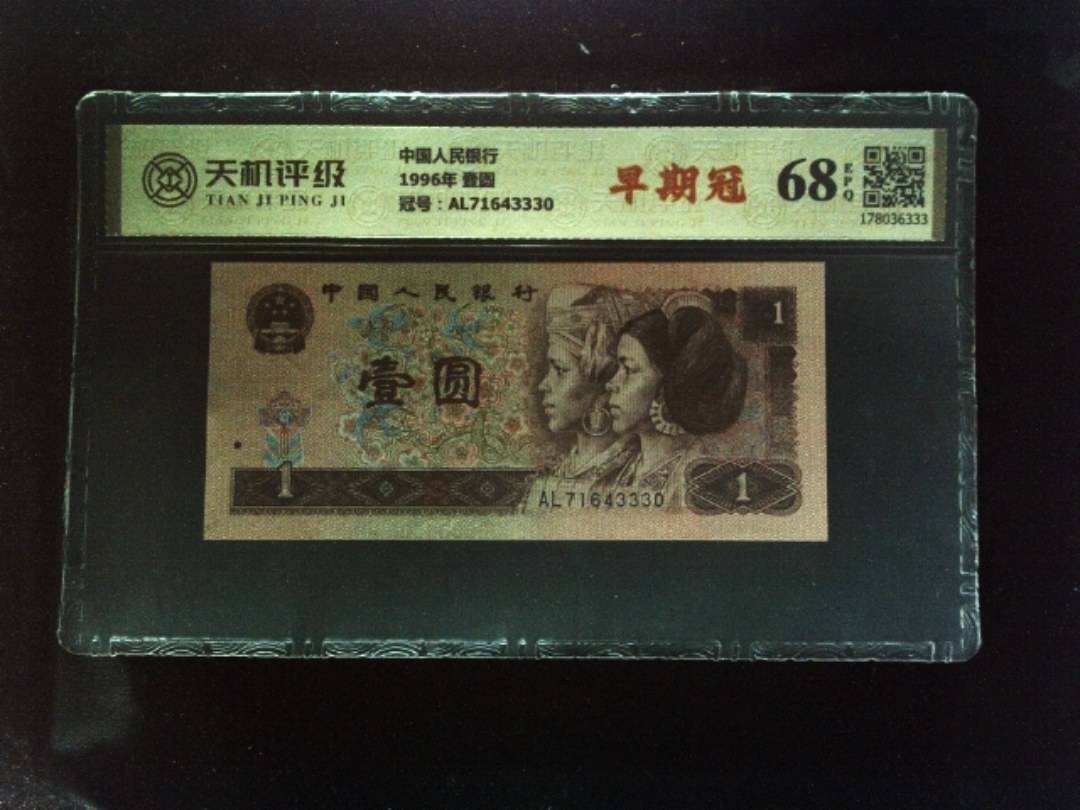 天机评级
TIAN JI PING JI
中国人民银行
1996年 壹圆
冠号：AL71643330
早期冠
68
EPQ
178036333
中国人民银行
壹圆
1
1
1
AL71643330